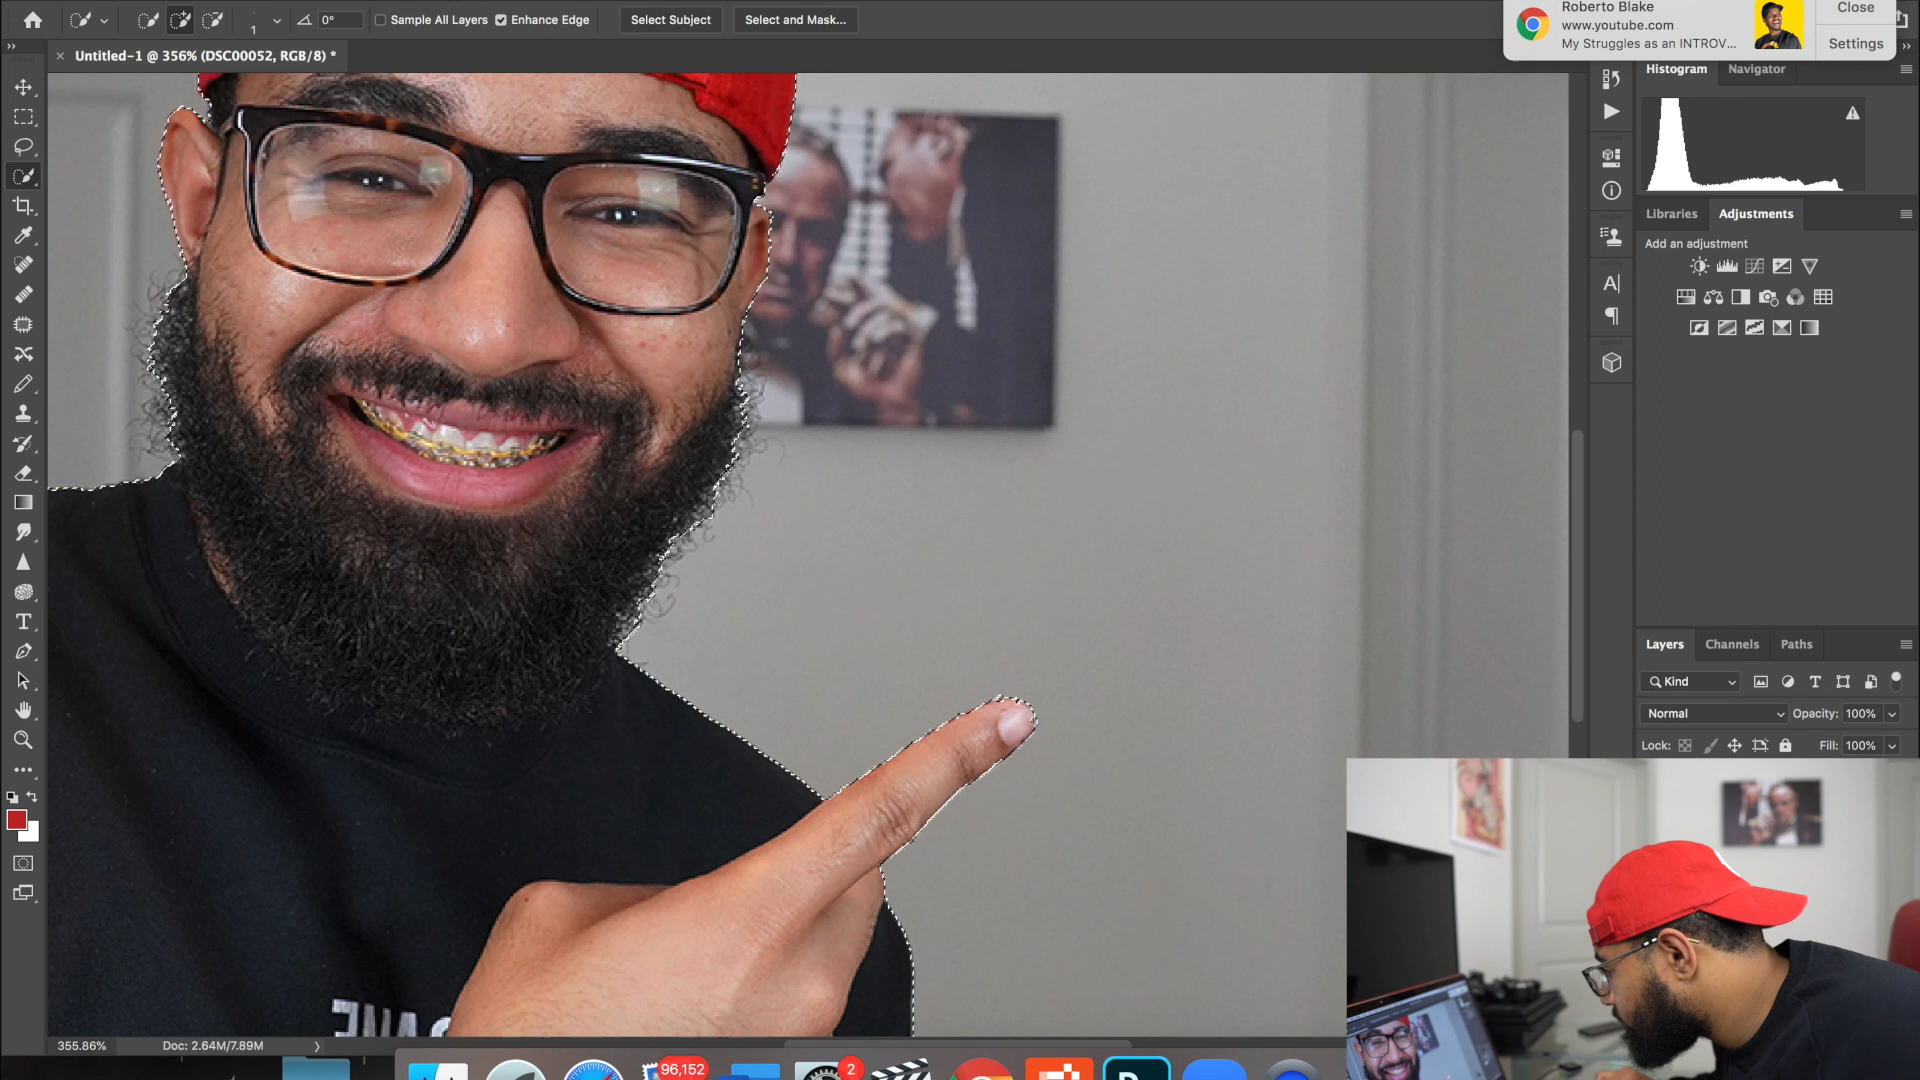 1
0°
Sample All Layers
Enhance Edge
Select Subject
Select and Mask...
Roberto Blake
www.youtube.com
My Struggles as an INTROV...
Close
Settings
Untitled-1 @ 356% (DSC00052, RGB/8) *
Histogram
Navigator
Libraries
Adjustments
Add an adjustment
Layers
Channels
Paths
Kind
Normal
Opacity: 100%
Lock:
Fill: 100%
355.86%
Doc: 2.64M/7.89M
96,152
2